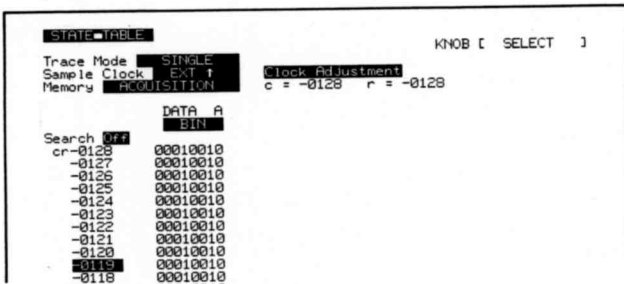 STATE TABLE
KNOB [ SELECT ]
Trace Mode SINGLE
Sample Clock EXT ↑
Memory ACQUISITION
Clock Adjustment
c = -0128 r = -0128
DATA A
BIN
Search Off
cr-0128 00010010
-0127 00010010
-0126 00010010
-0125 00010010
-0124 00010010
-0123 00010010
-0122 00010010
-0121 00010010
-0120 00010010
-0119 00010010
-0118 00010010